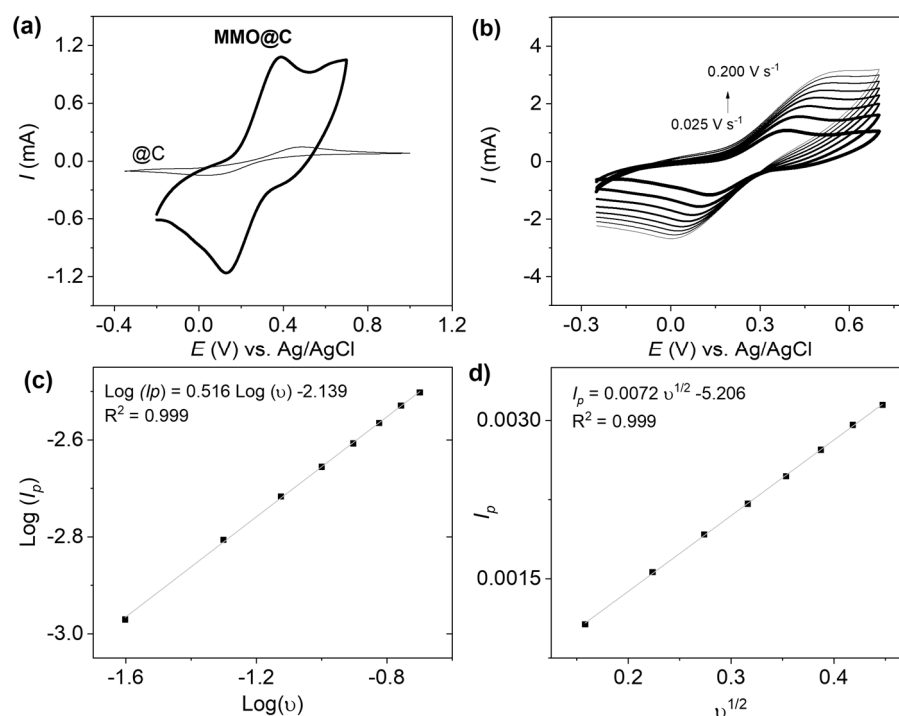 (a)
MMO@C
@C
1.2
0.6
0.0
-0.6
-1.2
I (mA)
-0.4 0.0 0.4 0.8 1.2
E (V) vs. Ag/AgCl
(b)
0.200 V s⁻¹
0.025 V s⁻¹
4
2
0
-2
-4
I (mA)
-0.3 0.0 0.3 0.6
E (V) vs. Ag/AgCl
(c)
Log (Ip) = 0.516 Log (υ) -2.139
R² = 0.999
-2.4
-2.6
-2.8
-3.0
Log (Iₚ)
-1.6 -1.2 -0.8
Log(υ)
d)
Iₚ = 0.0072 υ¹ᐟ² -5.206
R² = 0.999
0.0030
0.0015
Iₚ
0.2 0.3 0.4
υ¹ᐟ²